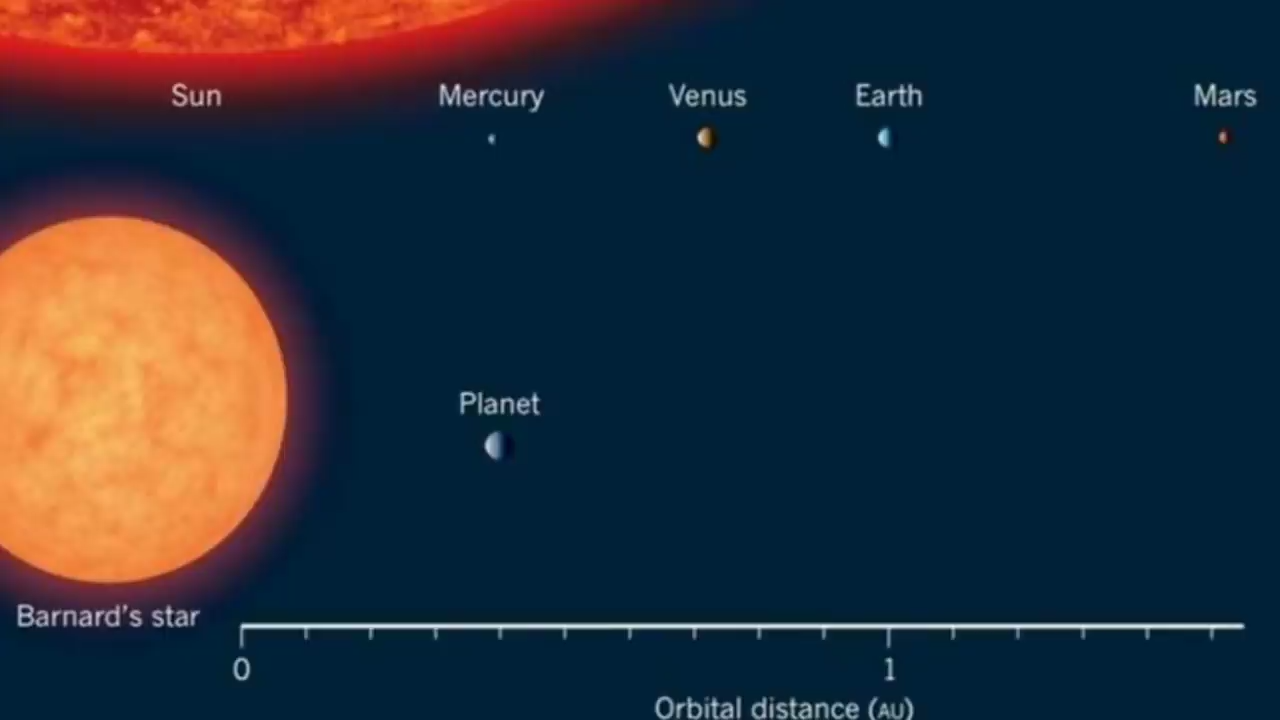 Sun Mercury Venus Earth Mars
Planet
Barnard's star
0 1
Orbital distance (AU)